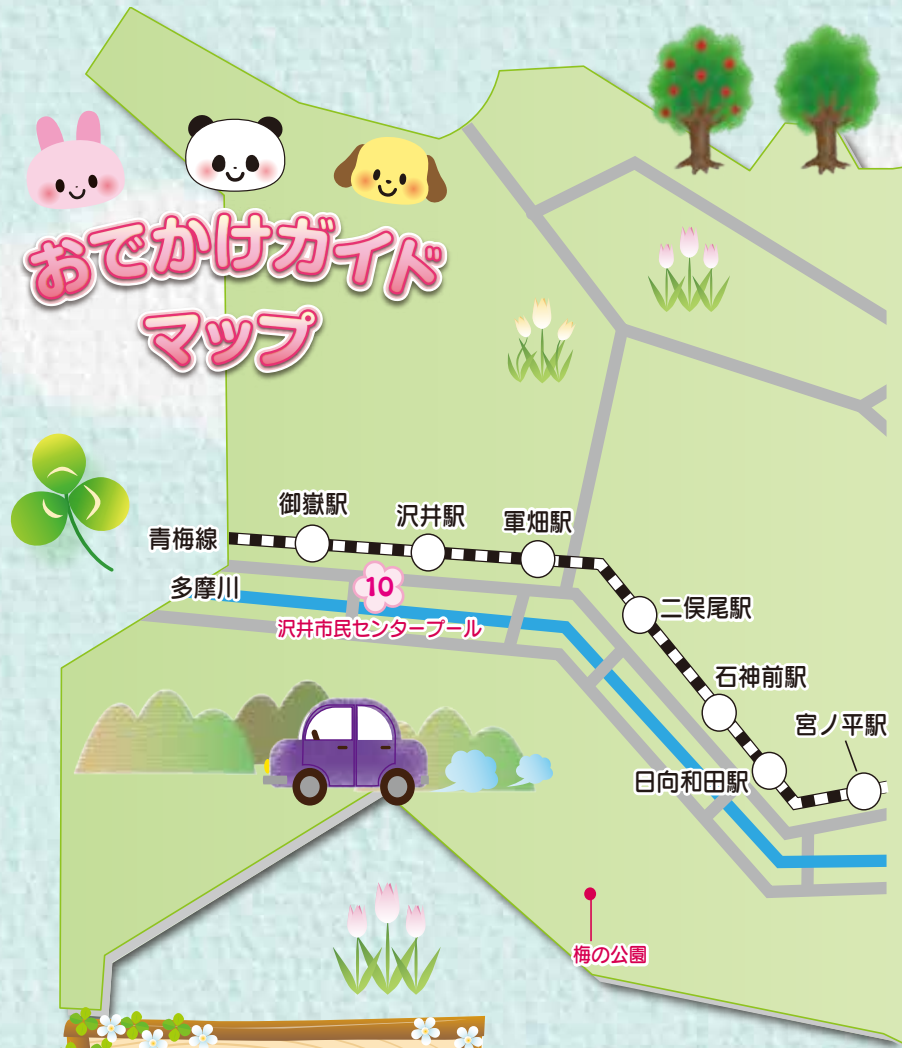 おでかけガイド
マップ
御嶽駅
沢井駅
軍畑駅
青梅線
多摩川
10
沢井市民センタープール
二俣尾駅
石神前駅
宮ノ平駅
日向和田駅
梅の公園